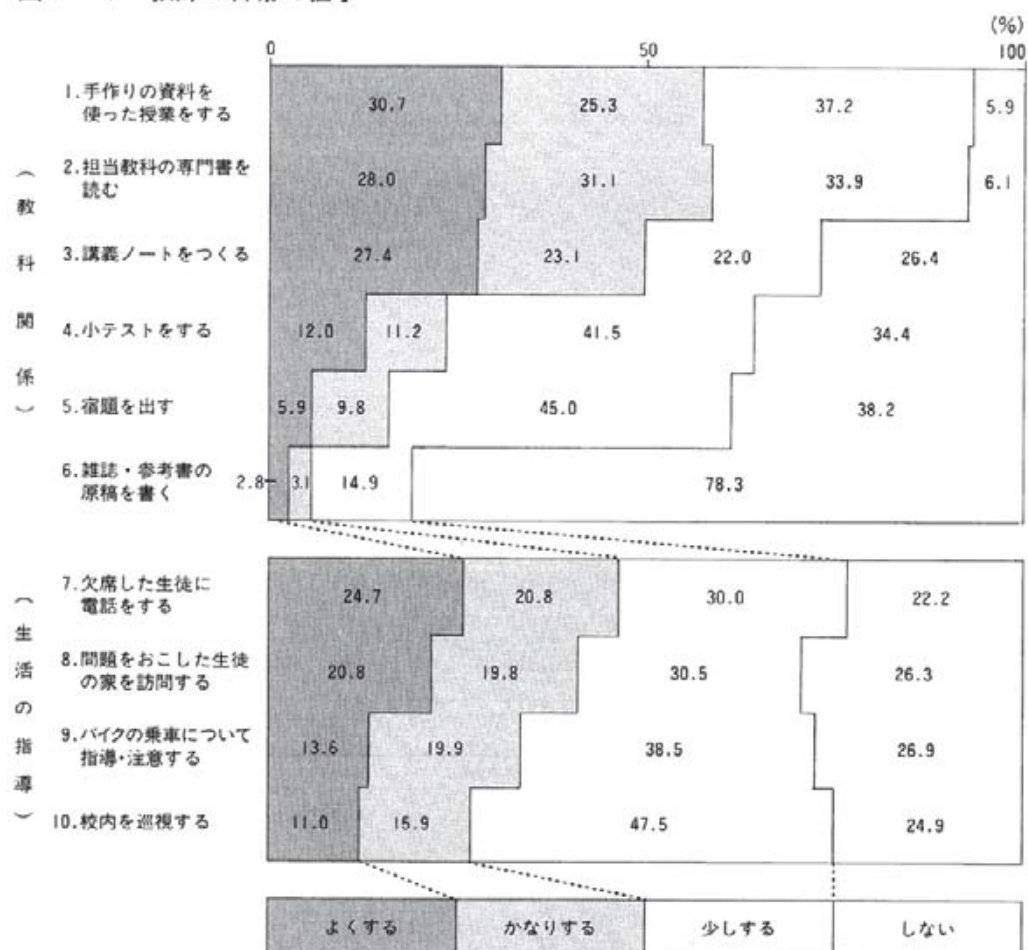 (%)
0 50 100
(教科関係)
1.手作りの資料を
使った授業をする
30.7 25.3 37.2 5.9
2.担当教科の専門書を
読む
28.0 31.1 33.9 6.1
3.講義ノートをつくる
27.4 23.1 22.0 26.4
4.小テストをする
12.0 11.2 41.5 34.4
5.宿題を出す
5.9 9.8 45.0 38.2
6.雑誌・参考書の
原稿を書く
2.8 3.1 14.9 78.3
(生活の指導)
7.欠席した生徒に
電話をする
24.7 20.8 30.0 22.2
8.問題をおこした生徒
の家を訪問する
20.8 19.8 30.5 26.3
9.バイクの乗車について
指導・注意する
13.6 19.9 38.5 26.9
10.校内を巡視する
11.0 15.9 47.5 24.9
よくする かなりする 少しする しない